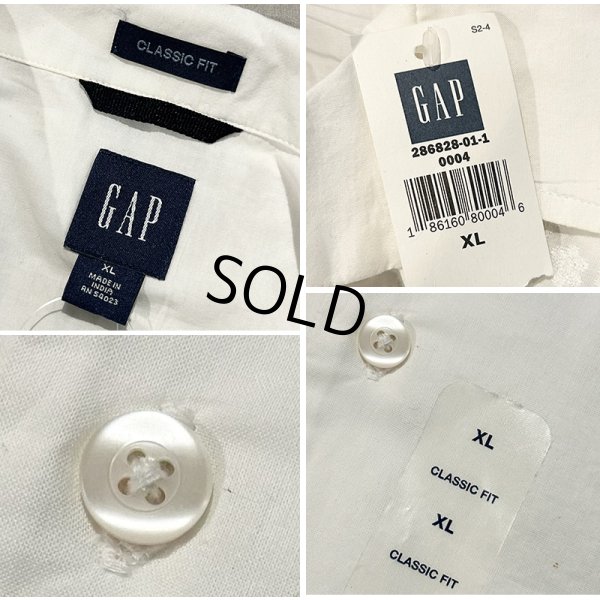 CLASSIC FIT
GAP
XL
MADE IN
INDIA
RN 54023
S2-4
GAP
286828-01-1
0004
1 86160 80004 6
XL
SOLD
XL
CLASSIC FIT
XL
CLASSIC FIT